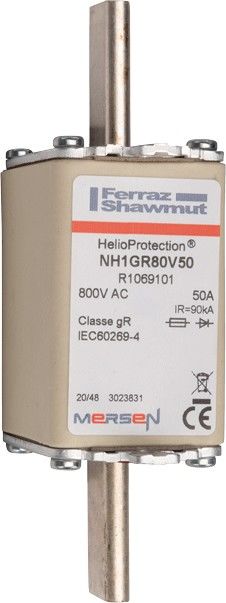 Ferraz
Shawmut
HelioProtection®
NH1GR80V50
R1069101
800V AC 50A
IR=90kA
Classe gR
IEC60269-4
20/48 3023831
MERSEN CE